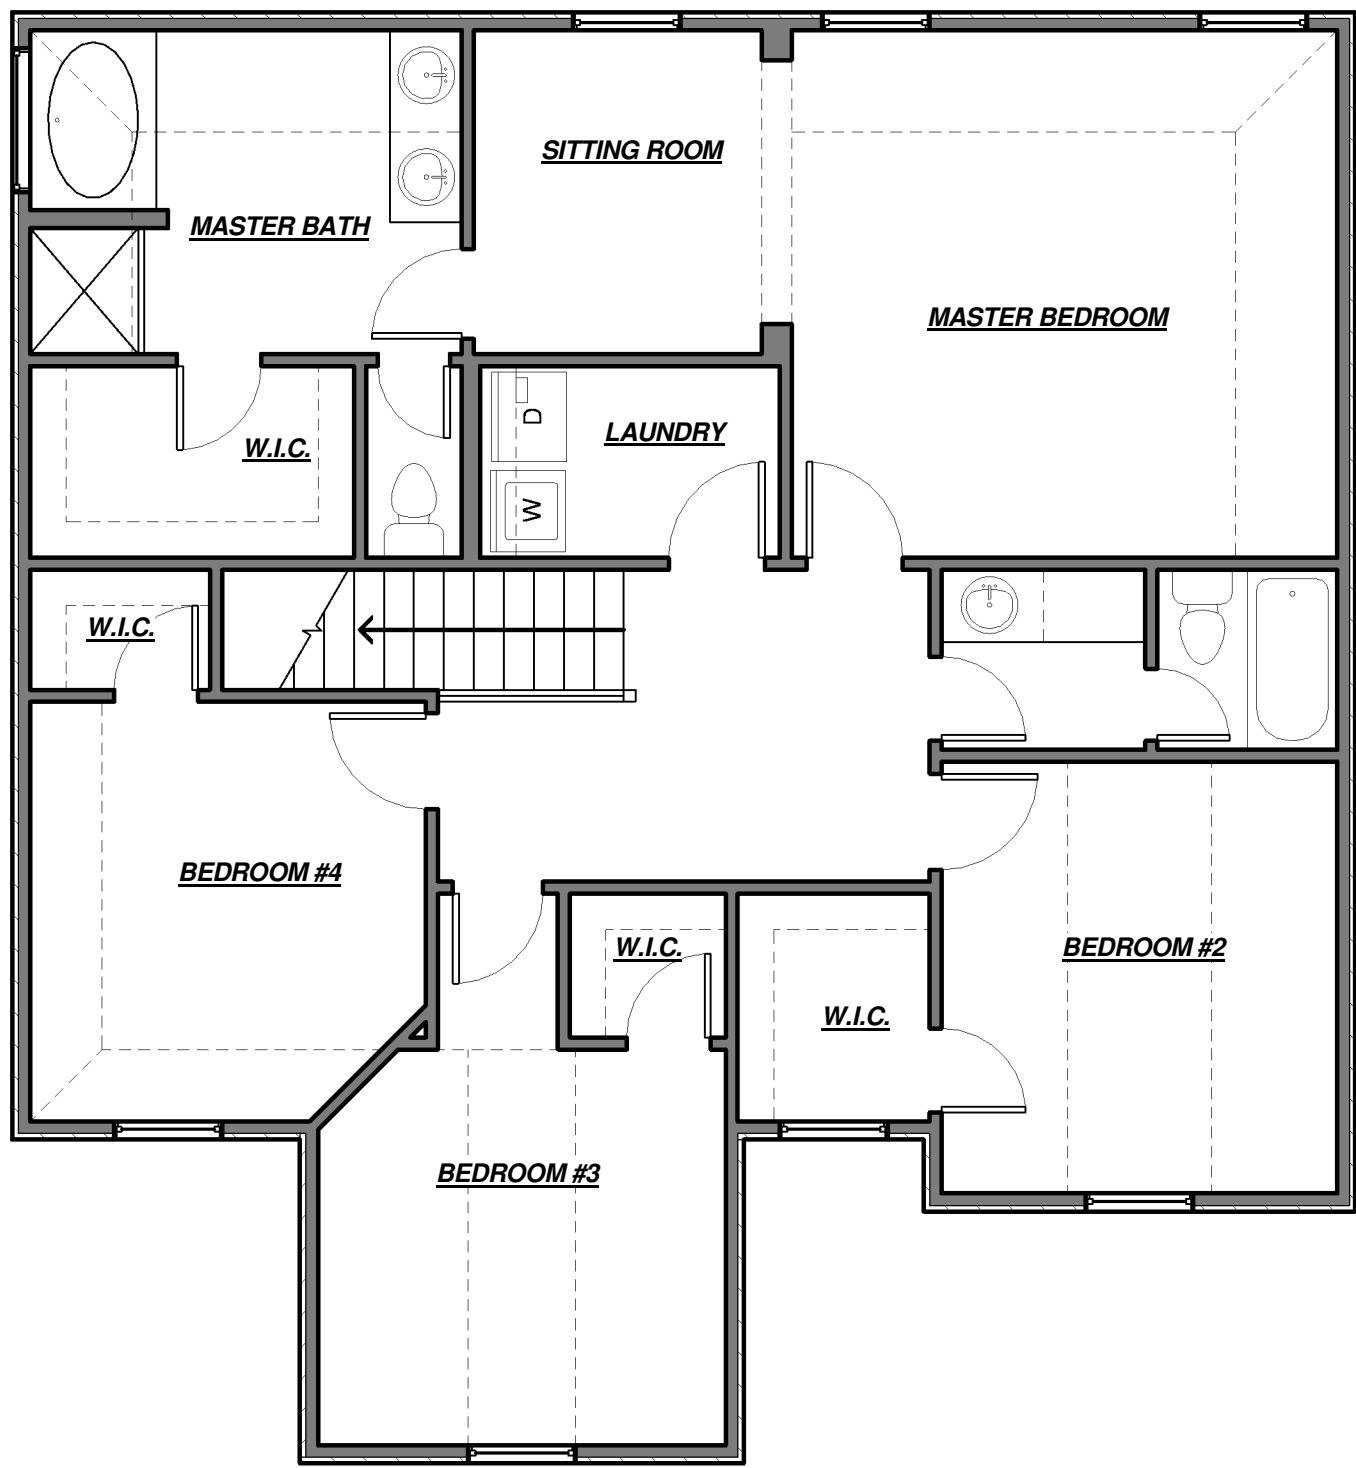 SITTING ROOM
MASTER BATH
MASTER BEDROOM
D
LAUNDRY
W.I.C.
W
W.I.C.
BEDROOM #4
W.I.C.
BEDROOM #2
W.I.C.
BEDROOM #3